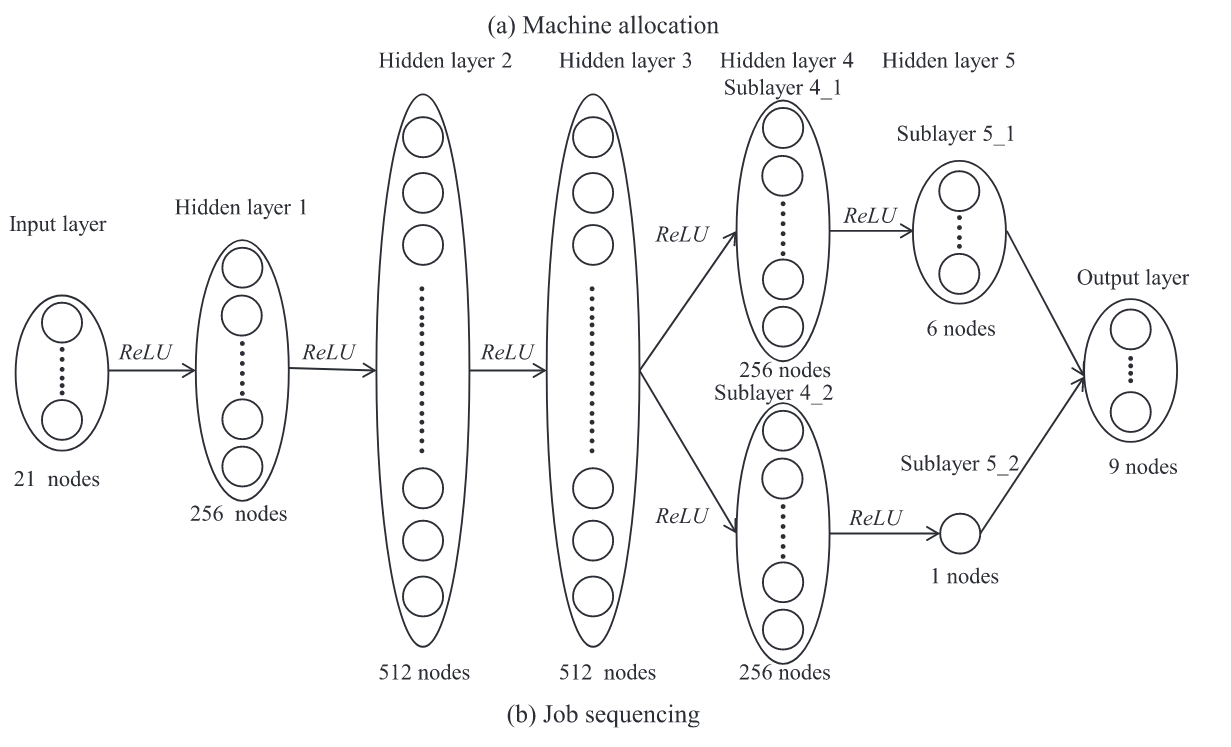 (a) Machine allocation
Hidden layer 2
Hidden layer 3
Hidden layer 4
Hidden layer 5
Sublayer 4_1
Sublayer 5_1
Hidden layer 1
Input layer
ReLU
ReLU
Output layer
6 nodes
ReLU
ReLU
ReLU
256 nodes
Sublayer 4_2
Sublayer 5_2
9 nodes
21 nodes
256 nodes
ReLU
ReLU
1 nodes
512 nodes
512 nodes
256 nodes
(b) Job sequencing